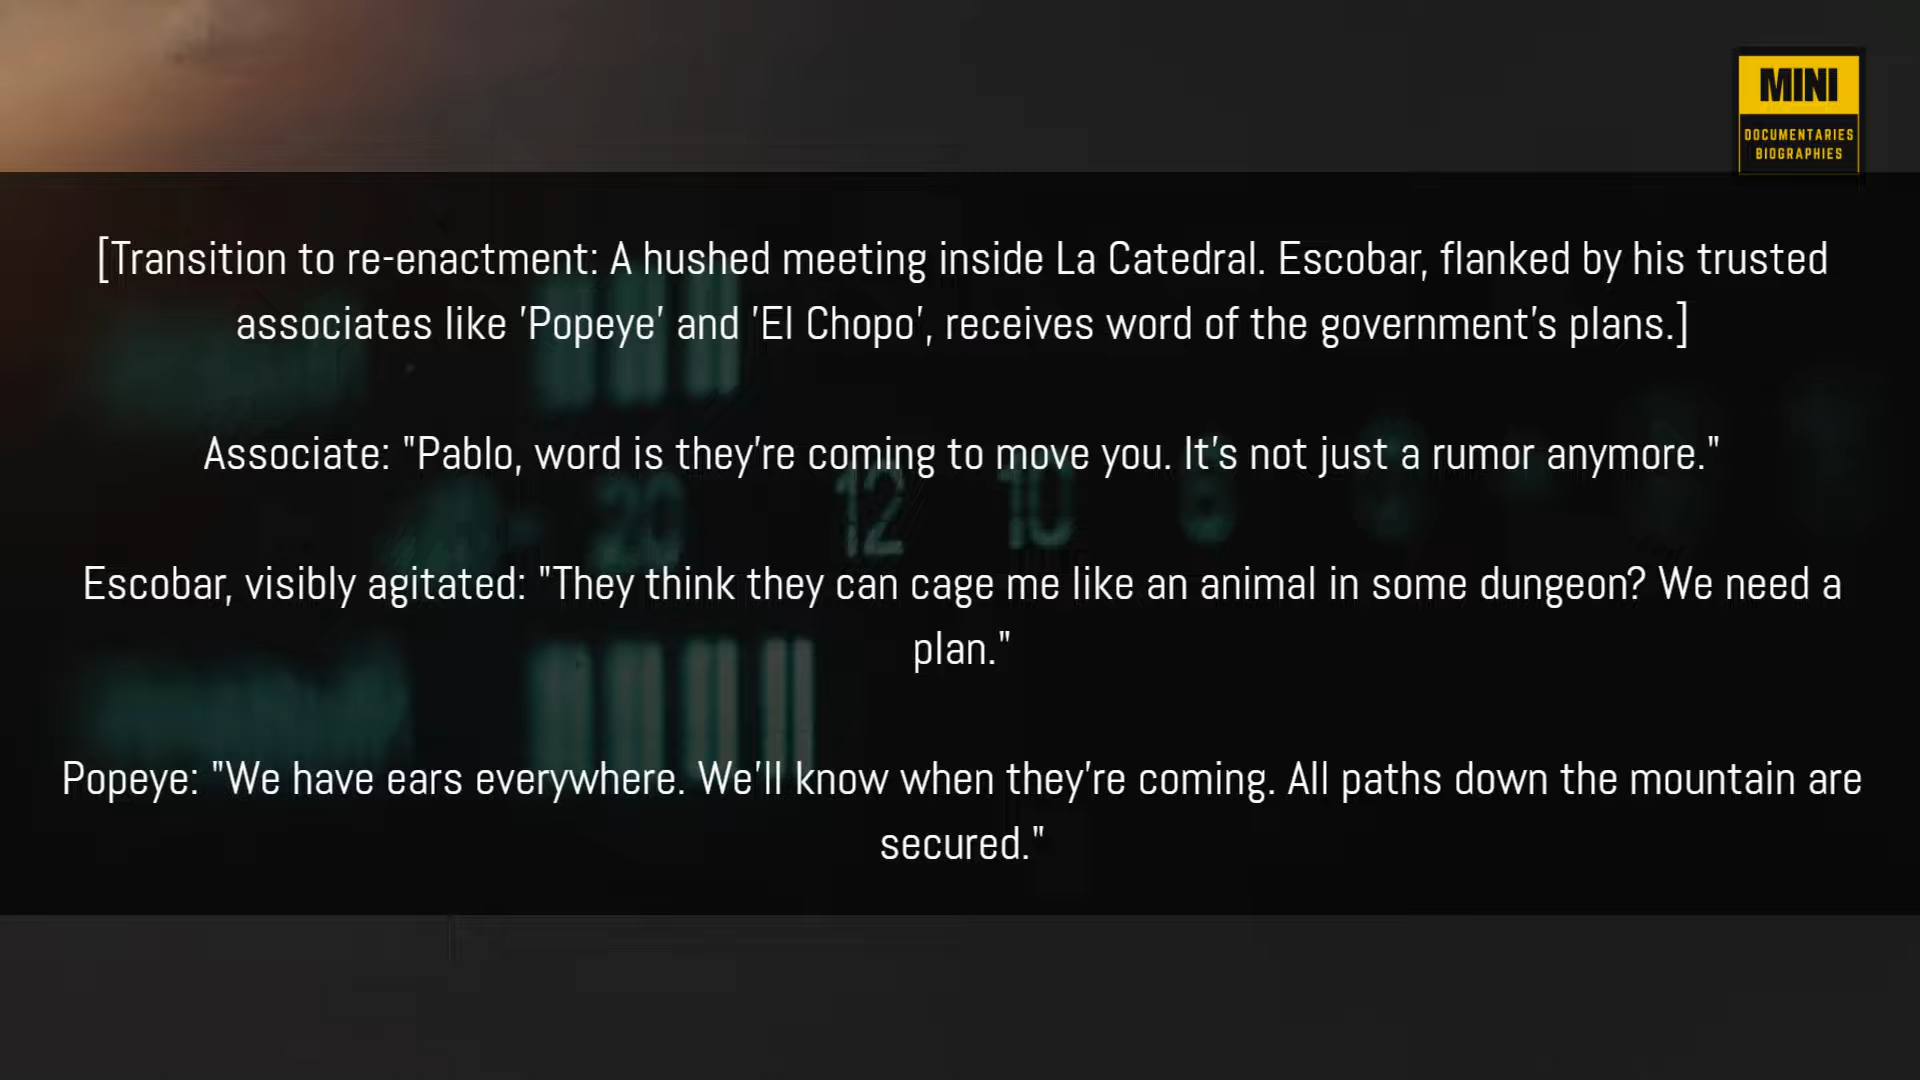 MINI
DOCUMENTARIES
BIOGRAPHIES
[Transition to re-enactment: A hushed meeting inside La Catedral. Escobar, flanked by his trusted
associates like 'Popeye' and 'El Chopo', receives word of the government's plans.]
Associate: "Pablo, word is they're coming to move you. It's not just a rumor anymore."
20 12 10 6
Escobar, visibly agitated: "They think they can cage me like an animal in some dungeon? We need a
plan."
Popeye: "We have ears everywhere. We'll know when they're coming. All paths down the mountain are
secured."